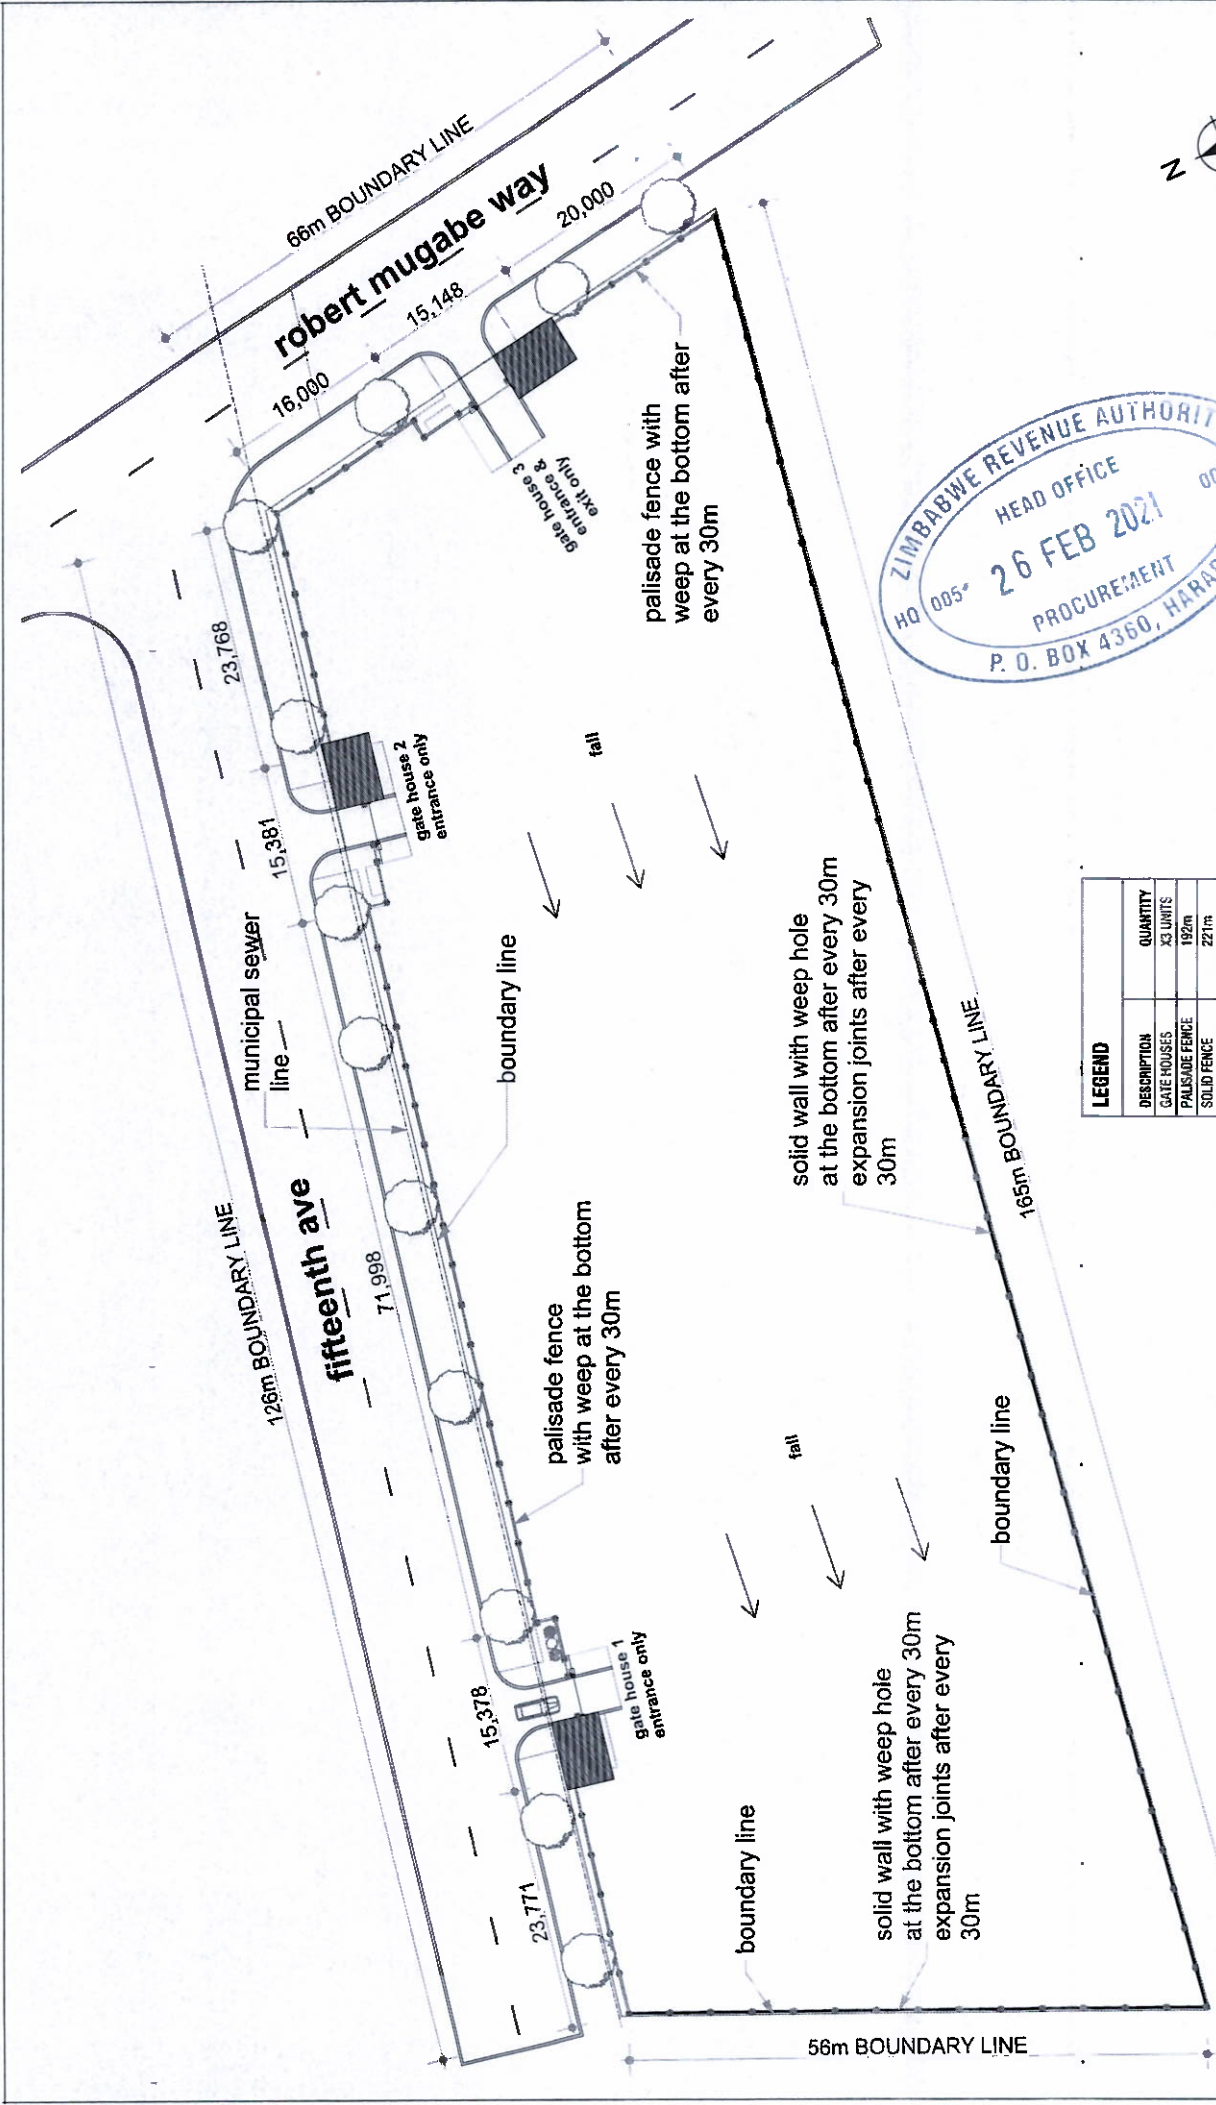 66m BOUNDARY LINE
robert mugabe way
20,000
15,148
16,000
gate house 3
entrance &
exit only
palisade fence with
weep at the bottom after
every 30m
N
ZIMBABWE REVENUE AUTHORIT
HEAD OFFICE
HQ 005*
26 FEB 2021
PROCUREMENT
P. O. BOX 4360, HARAR
23,768
gate house 2
entrance only
fall
15,381
municipal sewer
line
boundary line
126m BOUNDARY LINE
fifteenth ave
71,998
palisade fence
with weep at the bottom
after every 30m
solid wall with weep hole
at the bottom after every 30m
expansion joints after every
30m
165m BOUNDARY LINE
LEGEND
DESCRIPTION QUANTITY
GATE HOUSES X3 UNITS
PALISADE FENCE 192m
SOLID FENCE 221m
fall
boundary line
15,378
gate house 1
entrance only
23,771
boundary line
solid wall with weep hole
at the bottom after every 30m
expansion joints after every
30m
56m BOUNDARY LINE